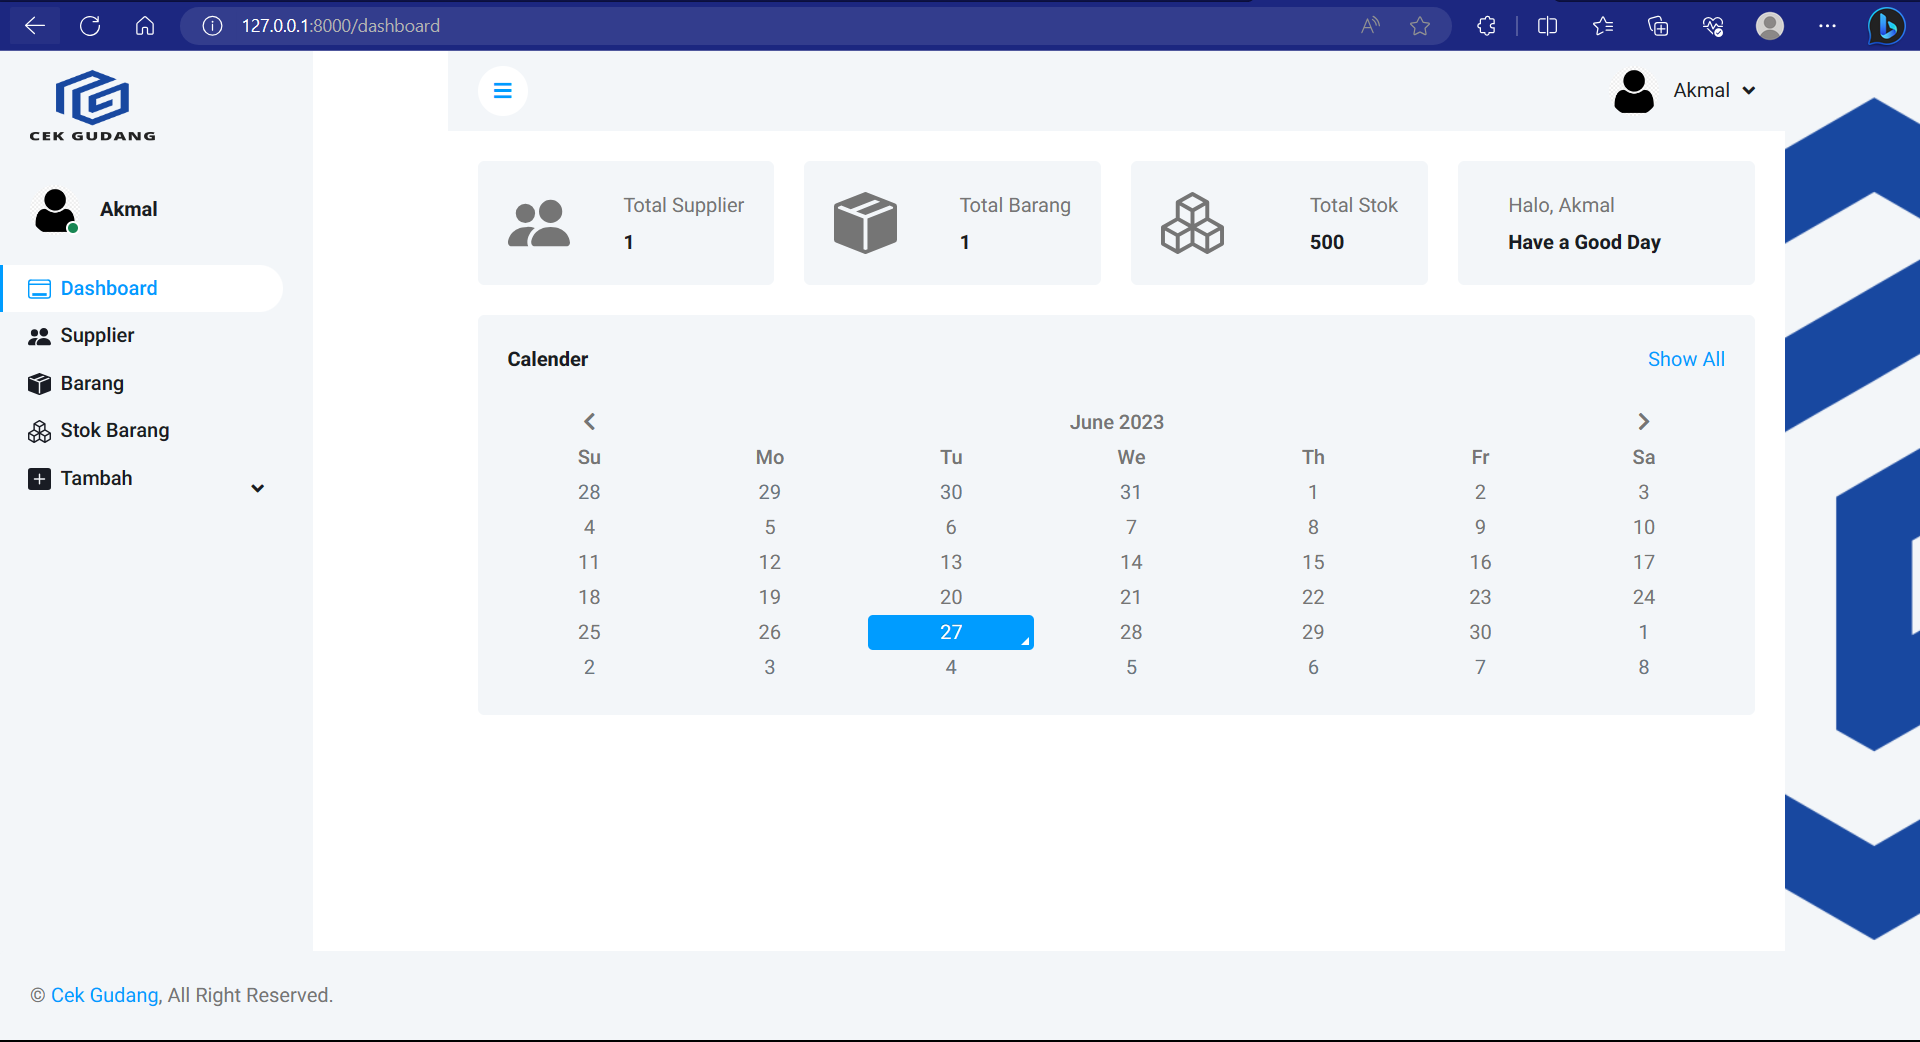 127.0.0.1:8000/dashboard
CEK GUDANG
Akmal
Akmal
Dashboard
Supplier
Barang
Stok Barang
Tambah
Total Supplier
1
Total Barang
1
Total Stok
500
Halo, Akmal
Have a Good Day
Calender
Show All
June 2023
Su Mo Tu We Th Fr Sa
28 29 30 31 1 2 3
4 5 6 7 8 9 10
11 12 13 14 15 16 17
18 19 20 21 22 23 24
25 26 27 28 29 30 1
2 3 4 5 6 7 8
© Cek Gudang, All Right Reserved.